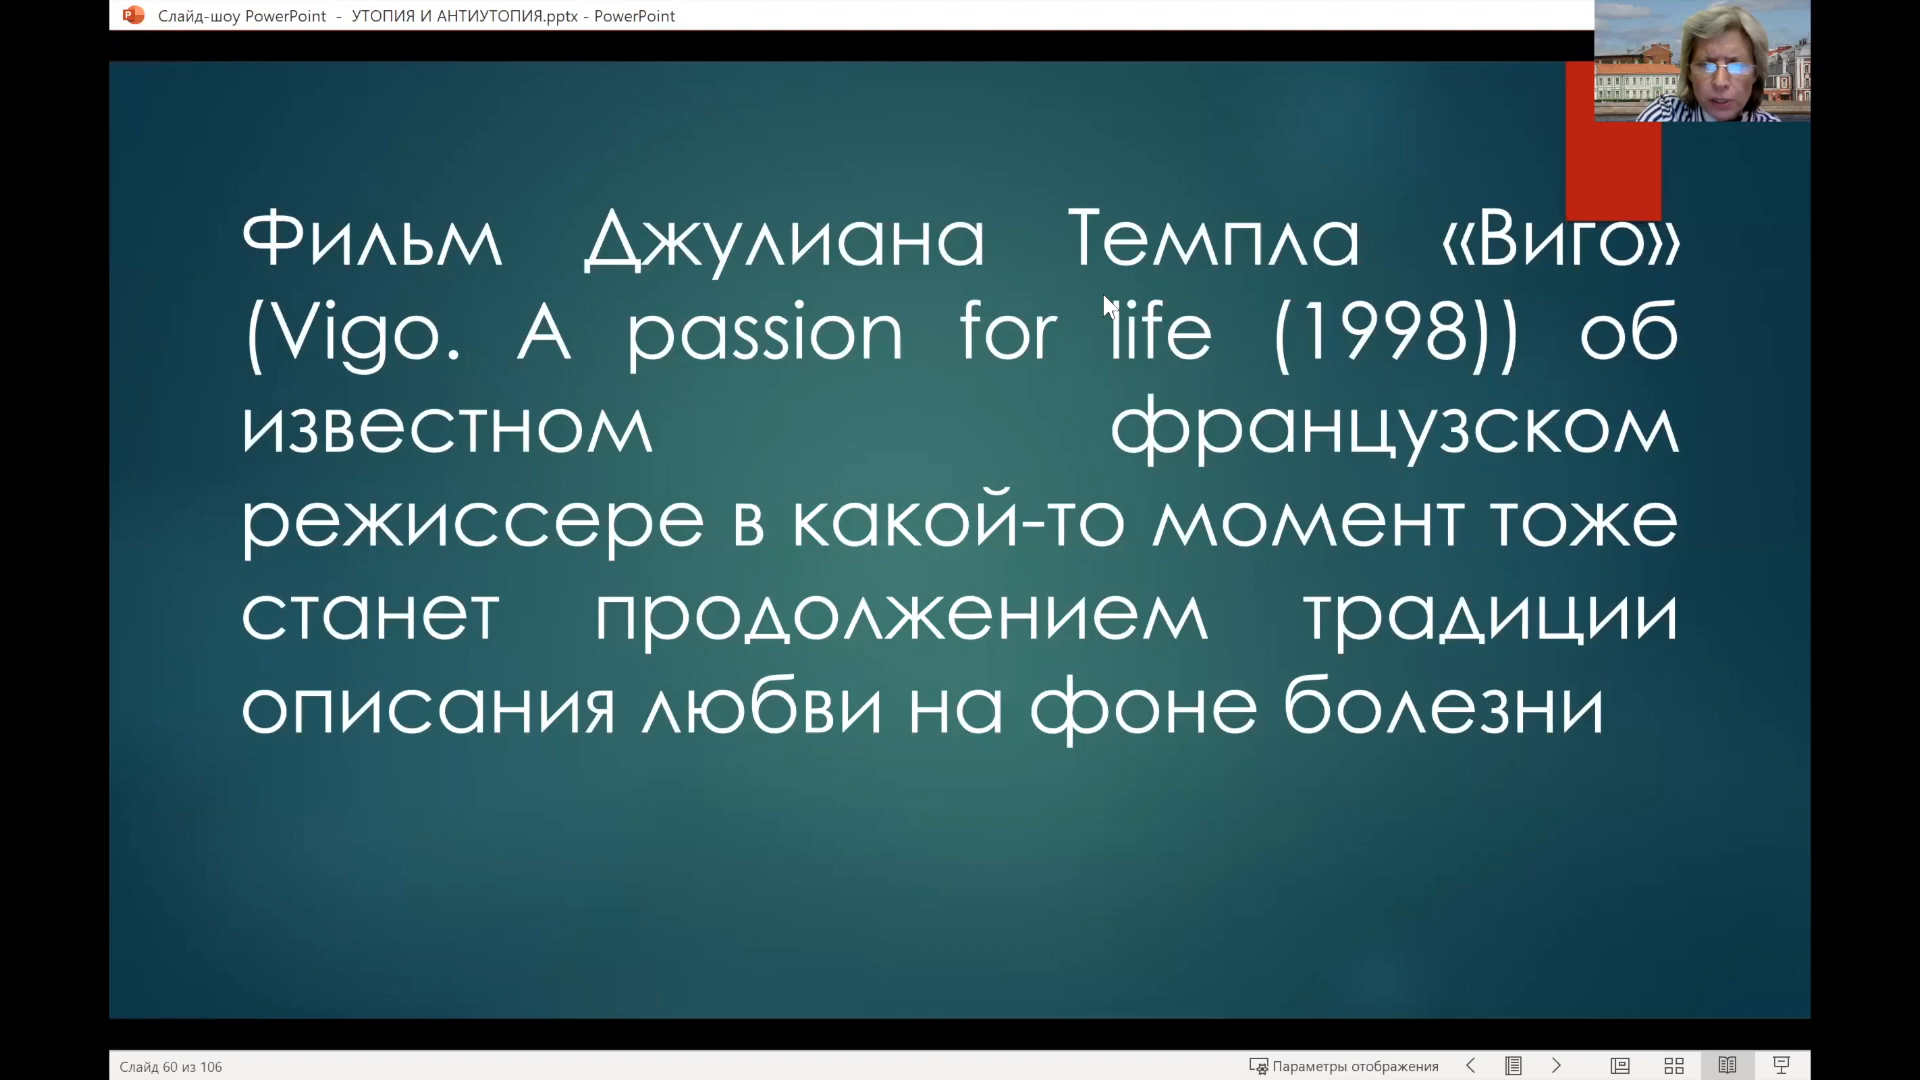 Слайд-шоу PowerPoint - УТОПИЯ И АНТИУТОПИЯ.pptx - PowerPoint
Фильм Джулиана Темпла «Виго»
(Vigo. A passion for life (1998)) об
известном французском
режиссере в какой-то момент тоже
станет продолжением традиции
описания любви на фоне болезни
Слайд 60 из 106
Параметры отображения